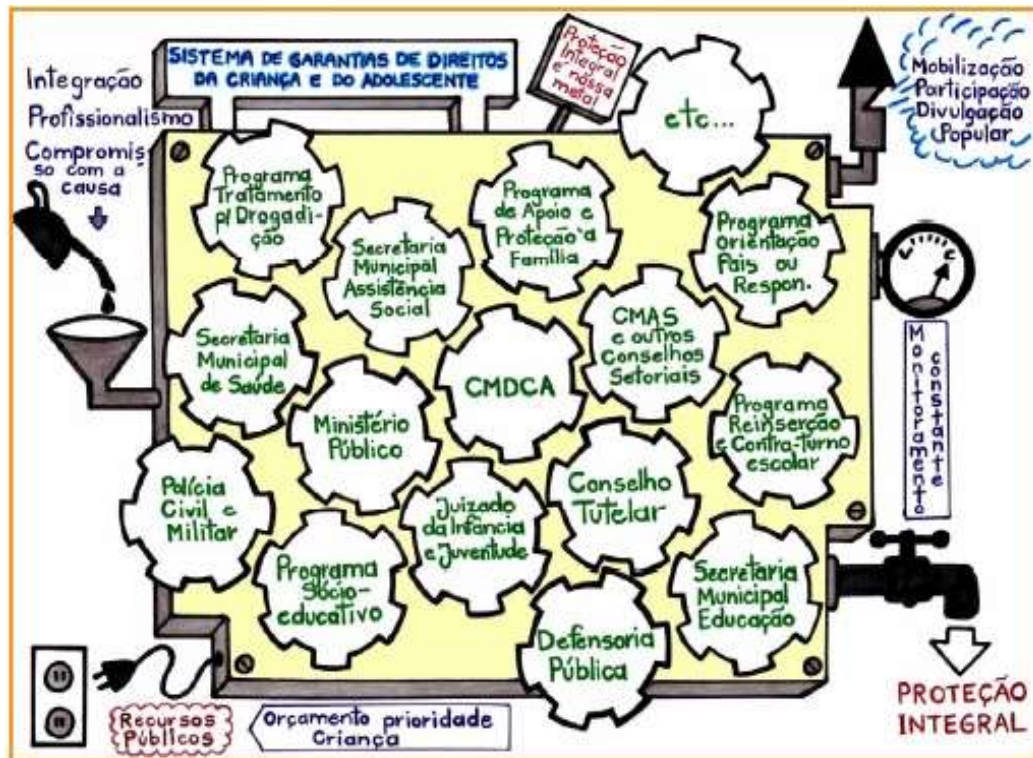 SISTEMA DE GARANTIAS DE DIREITOS
DA CRIANÇA E DO ADOLESCENTE
Proteção
Integral
é nossa
meta!
etc...
Mobilização
Participação
Divulgação
Popular
Integração
Profissionalismo
Compromis
so com a
causa
Programa
Tratamento
p/ Drogadi-
ção
Secretaria
Municipal
Assistência
Social
Programa
de Apoio e
Proteção à
Família
Programa
Orientação
Pais ou
Respon.
Secretaria
Municipal
de Saúde
CMDCA
CMAS
e outros
Conselhos
Setoriais
Ministério
Público
Programa
Reinserção
e Contra-turno
escolar
Monitoramento
constante
Polícia
Civil e
Militar
Juizado
da Infância
e Juventude
Conselho
Tutelar
Programa
Sócio-
educativo
Defensoria
Pública
Secretaria
Municipal
Educação
Recursos
Públicos
Orçamento prioridade
Criança
PROTEÇÃO
INTEGRAL